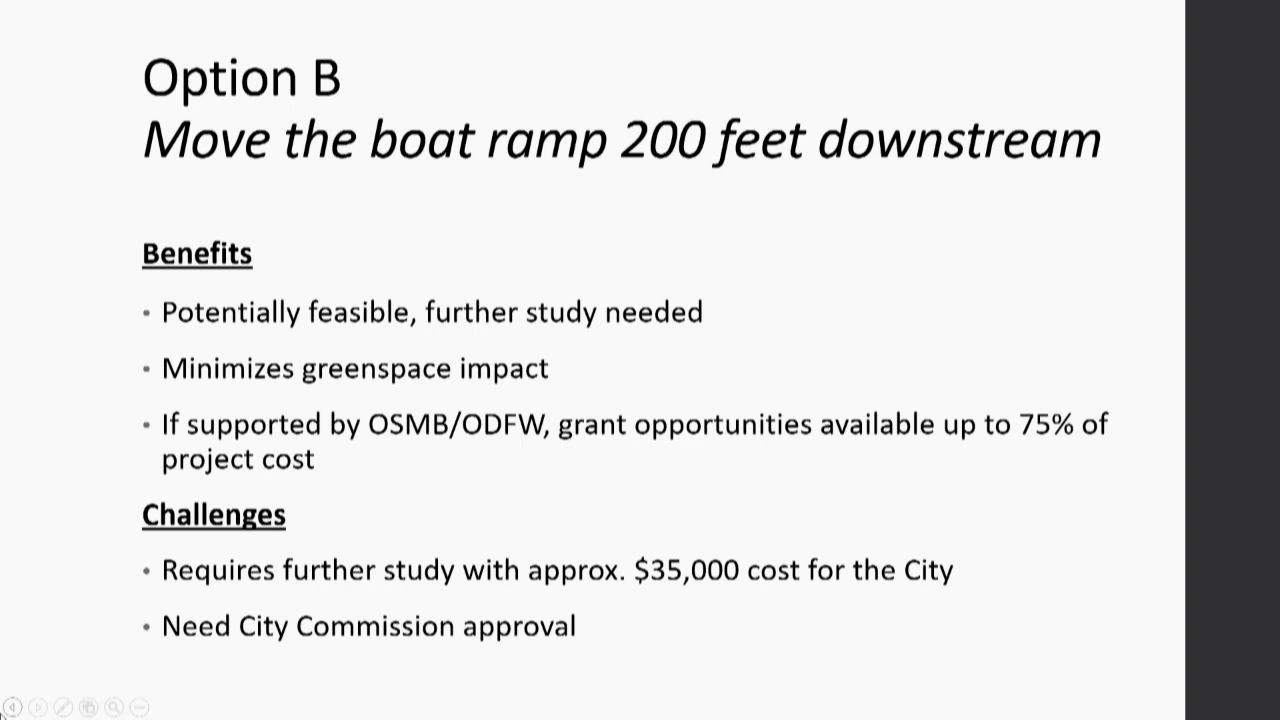 Option B
Move the boat ramp 200 feet downstream
Benefits
• Potentially feasible, further study needed
• Minimizes greenspace impact
• If supported by OSMB/ODFW, grant opportunities available up to 75% of
project cost
Challenges
• Requires further study with approx. $35,000 cost for the City
• Need City Commission approval